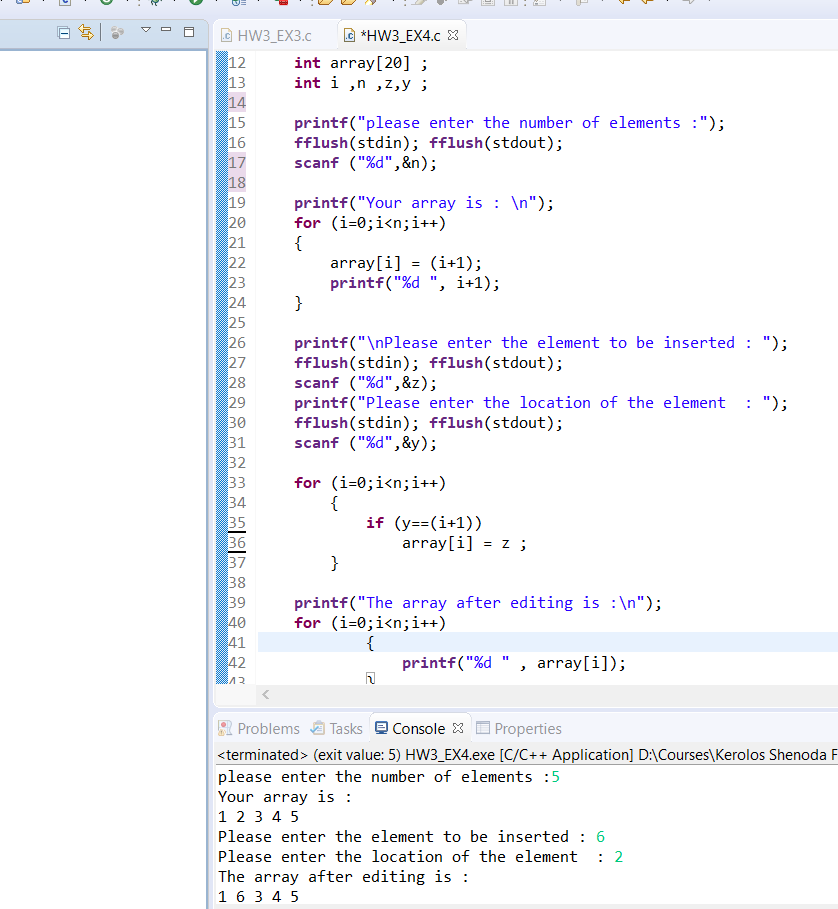 HW3_EX3.c
*HW3_EX4.c
12 int array[20] ;
13 int i ,n ,z,y ;
14
15 printf("please enter the number of elements :");
16 fflush(stdin); fflush(stdout);
17 scanf ("%d",&n);
18
19 printf("Your array is : \n");
20 for (i=0;i<n;i++)
21 {
22 array[i] = (i+1);
23 printf("%d ", i+1);
24 }
25
26 printf("\nPlease enter the element to be inserted : ");
27 fflush(stdin); fflush(stdout);
28 scanf ("%d",&z);
29 printf("Please enter the location of the element  : ");
30 fflush(stdin); fflush(stdout);
31 scanf ("%d",&y);
32
33 for (i=0;i<n;i++)
34 {
35 if (y==(i+1))
36 array[i] = z ;
37 }
38
39 printf("The array after editing is :\n");
40 for (i=0;i<n;i++)
41 {
42 printf("%d " , array[i]);
43 }
Problems Tasks Console Properties
<terminated> (exit value: 5) HW3_EX4.exe [C/C++ Application] D:\Courses\Kerolos Shenoda F
please enter the number of elements :5
Your array is :
1 2 3 4 5
Please enter the element to be inserted : 6
Please enter the location of the element  : 2
The array after editing is :
1 6 3 4 5